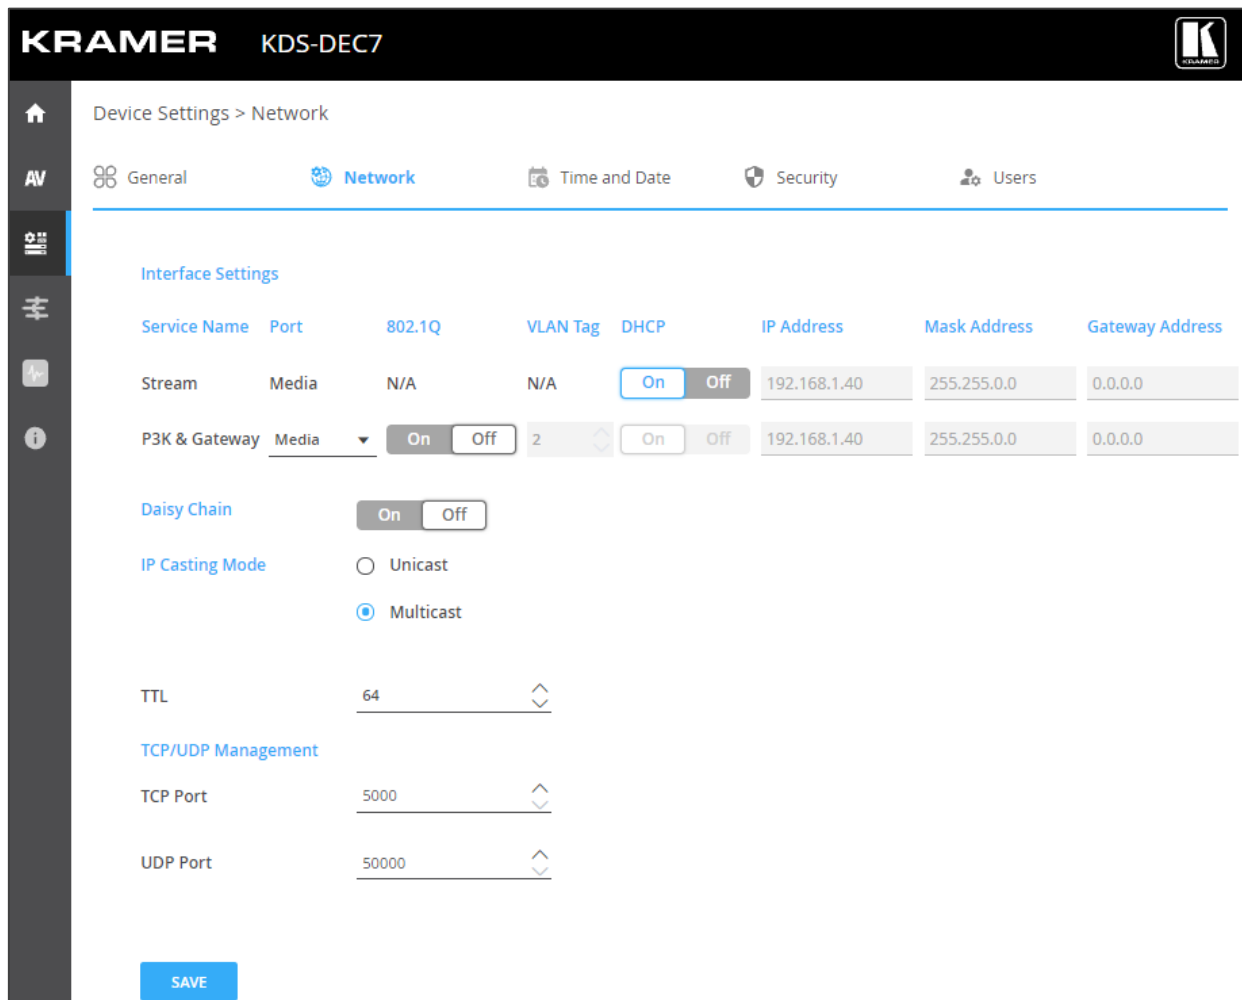 KRAMER KDS-DEC7
KRAMER
Device Settings > Network
AV
General Network Time and Date Security Users
Interface Settings
Service Name Port 802.1Q VLAN Tag DHCP IP Address Mask Address Gateway Address
Stream Media N/A N/A On Off 192.168.1.40 255.255.0.0 0.0.0.0
P3K & Gateway Media On Off 2 On Off 192.168.1.40 255.255.0.0 0.0.0.0
Daisy Chain On Off
IP Casting Mode Unicast
Multicast
TTL 64
TCP/UDP Management
TCP Port 5000
UDP Port 50000
SAVE